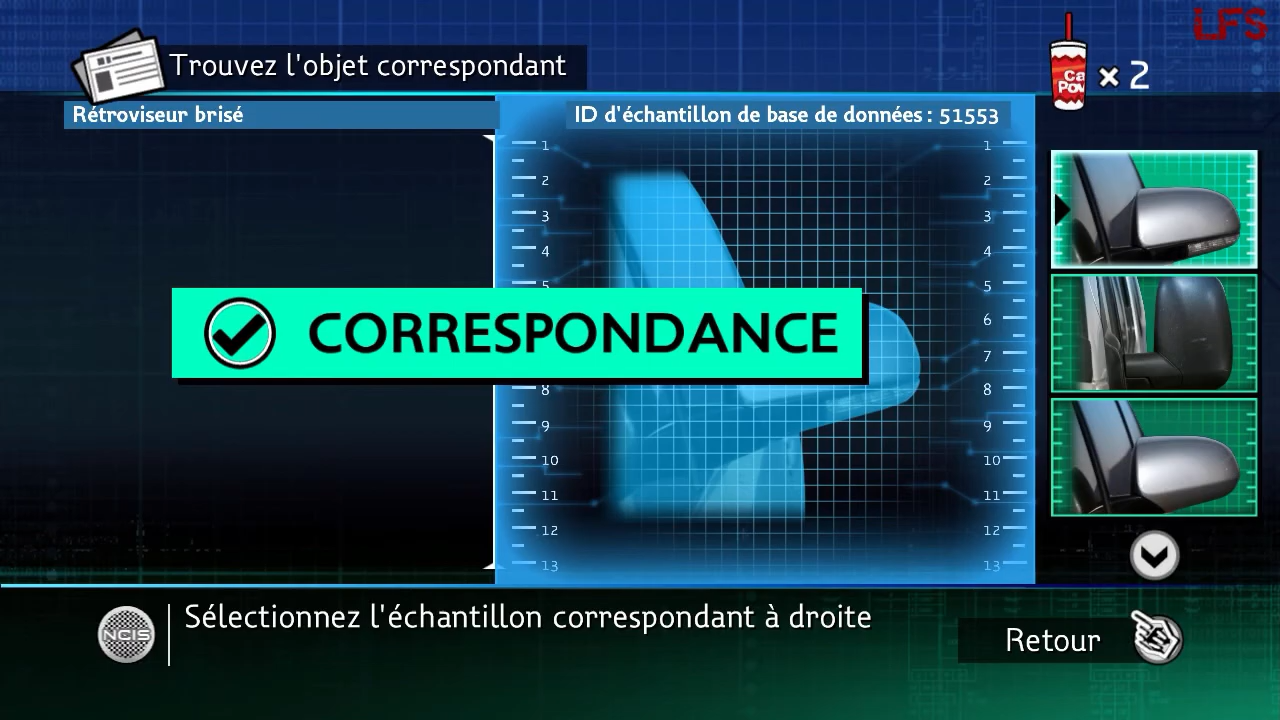 LFS
Trouvez l'objet correspondant
Ca
Pow
× 2
Rétroviseur brisé
ID d'échantillon de base de données : 51553
1 1
2 2
3 3
4 4
5 5
6
7
8 8
9 9
10 10
11 11
12 12
13 13
CORRESPONDANCE
NCIS
Sélectionnez l'échantillon correspondant à droite
Retour